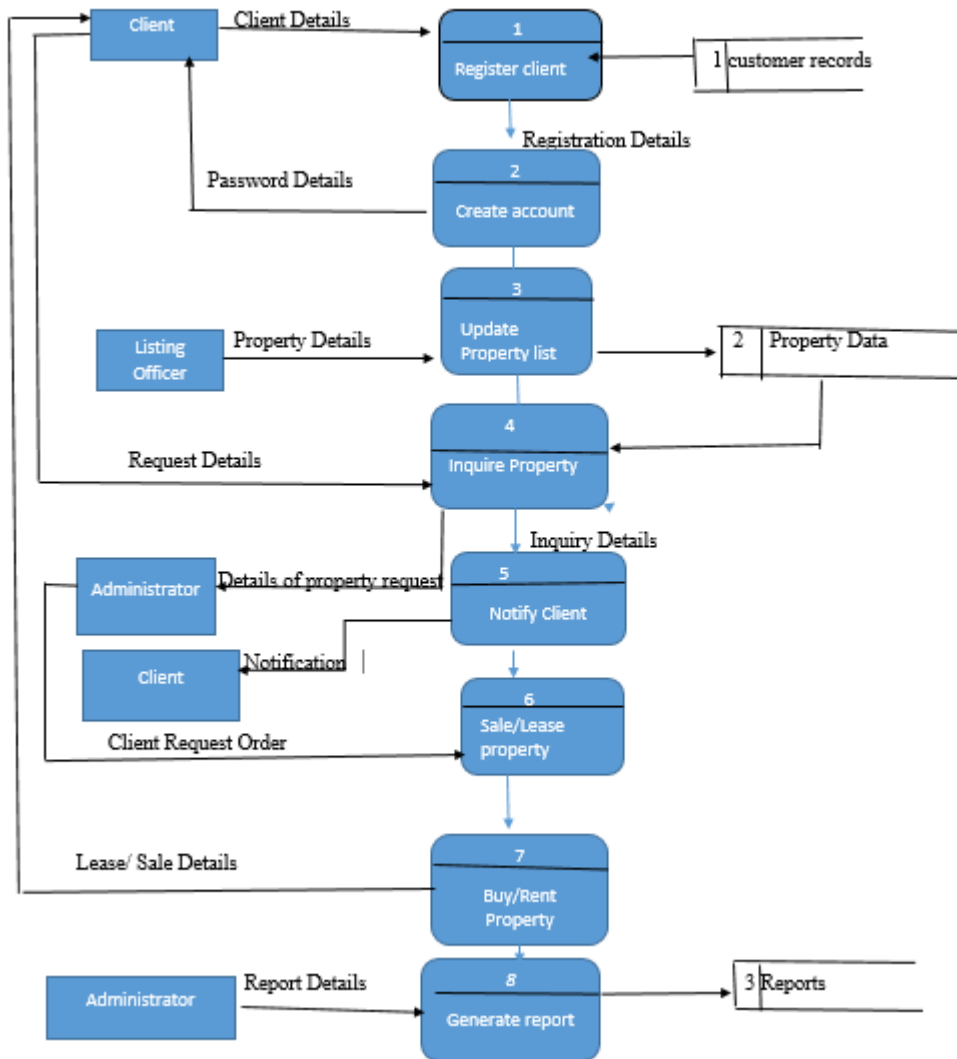 Client
Client Details
1
Register client
1 customer records
Registration Details
Password Details
2
Create account
3
Update
Property list
Listing
Officer
Property Details
2 Property Data
4
Inquire Property
Request Details
Inquiry Details
Administrator
Details of property request
5
Notify Client
Client
Notification
6
Sale/Lease
property
Client Request Order
Lease/ Sale Details
7
Buy/Rent
Property
Administrator
Report Details
8
Generate report
3 Reports